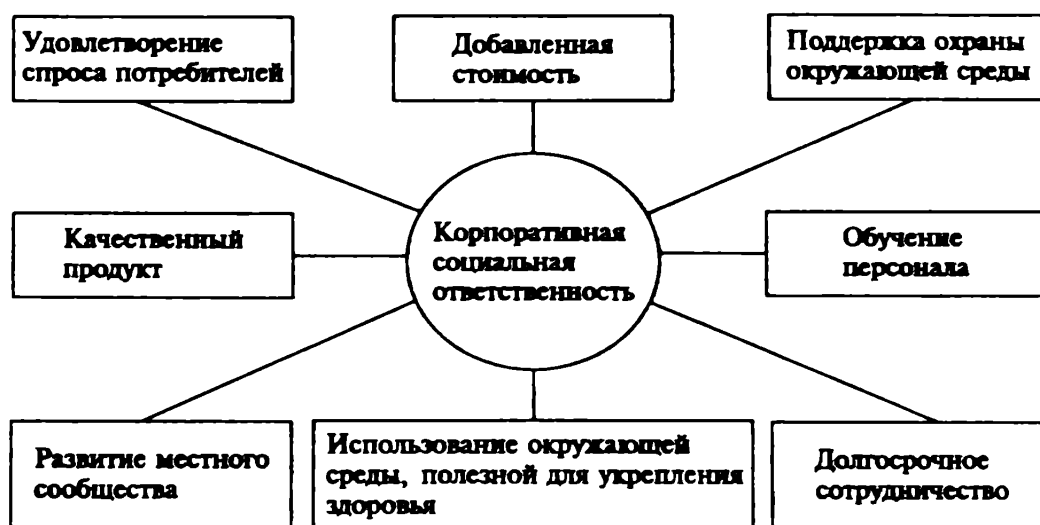 Удовлетворение
спроса потребителей
Добавленная
стоимость
Поддержка охраны
окружающей среды
Качественный
продукт
Корпоративная
социальная
ответственность
Обучение
персонала
Развитие местного
сообщества
Использование окружающей
среды, полезной для укрепления
здоровья
Долгосрочное
сотрудничество